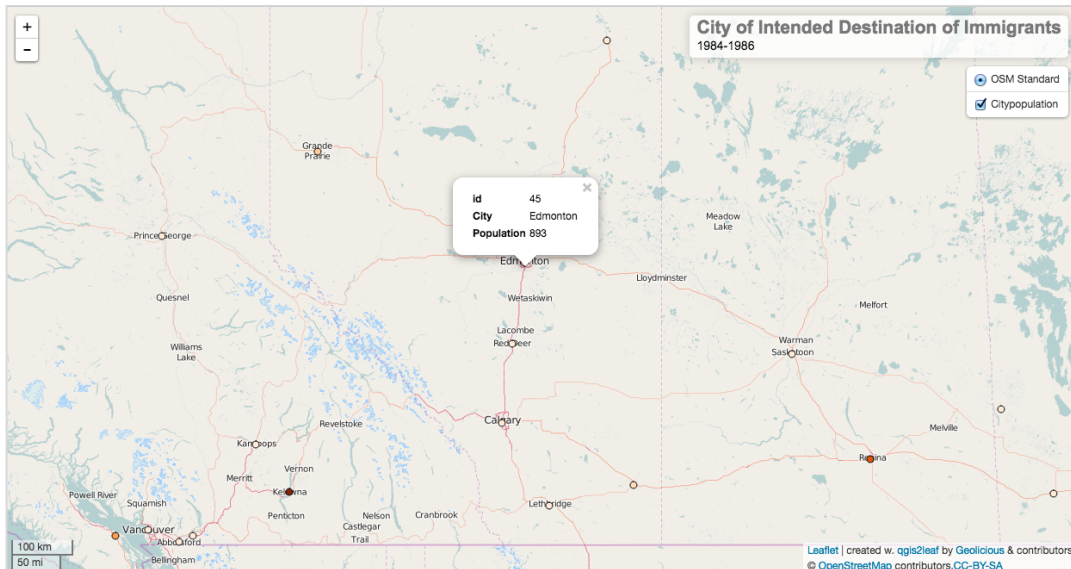 +
−
City of Intended Destination of Immigrants
1984-1986
OSM Standard
Citypopulation
Grande
Prairie
×
id 45
City Edmonton
Population 893
Meadow
Lake
Prince George
Edmonton
Lloydminster
Quesnel
Wetaskiwin
Melfort
Lacombe
Red Deer
Williams
Lake
Warman
Saskatoon
Calgary
Revelstoke
Melville
Kamloops
Regina
Vernon
Merritt
Kelowna
Powell River
Squamish
Lethbridge
Penticton
Nelson
Cranbrook
Castlegar
Trail
Vancouver
Abbotsford
Bellingham
100 km
50 mi
Leaflet | created w. qgis2leaf by Geolicious & contributors
© OpenStreetMap contributors,CC-BY-SA